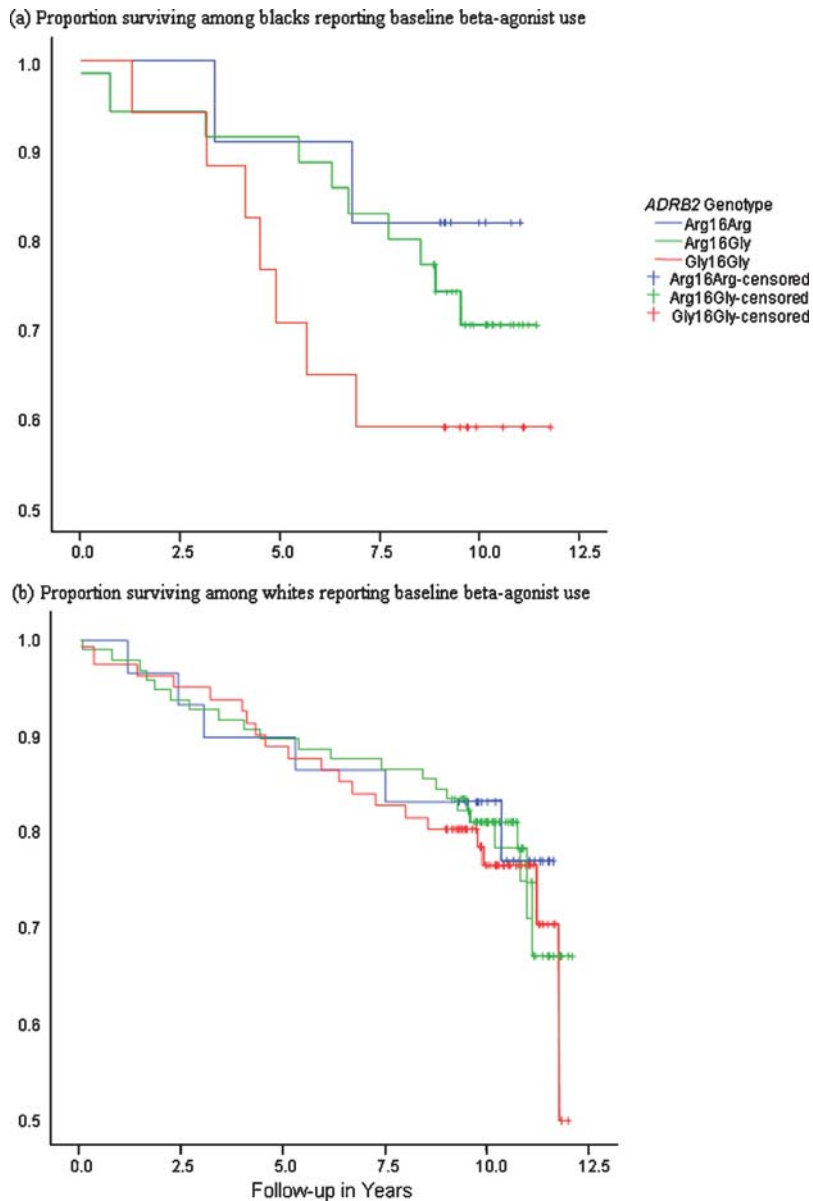 (a) Proportion surviving among blacks reporting baseline beta-agonist use
1.0
0.9
0.8
0.7
0.6
0.5
0.0 2.5 5.0 7.5 10.0 12.5
ADRB2 Genotype
Arg16Arg
Arg16Gly
Gly16Gly
Arg16Arg-censored
Arg16Gly-censored
Gly16Gly-censored
(b) Proportion surviving among whites reporting baseline beta-agonist use
1.0
0.9
0.8
0.7
0.6
0.5
0.0 2.5 5.0 7.5 10.0 12.5
Follow-up in Years